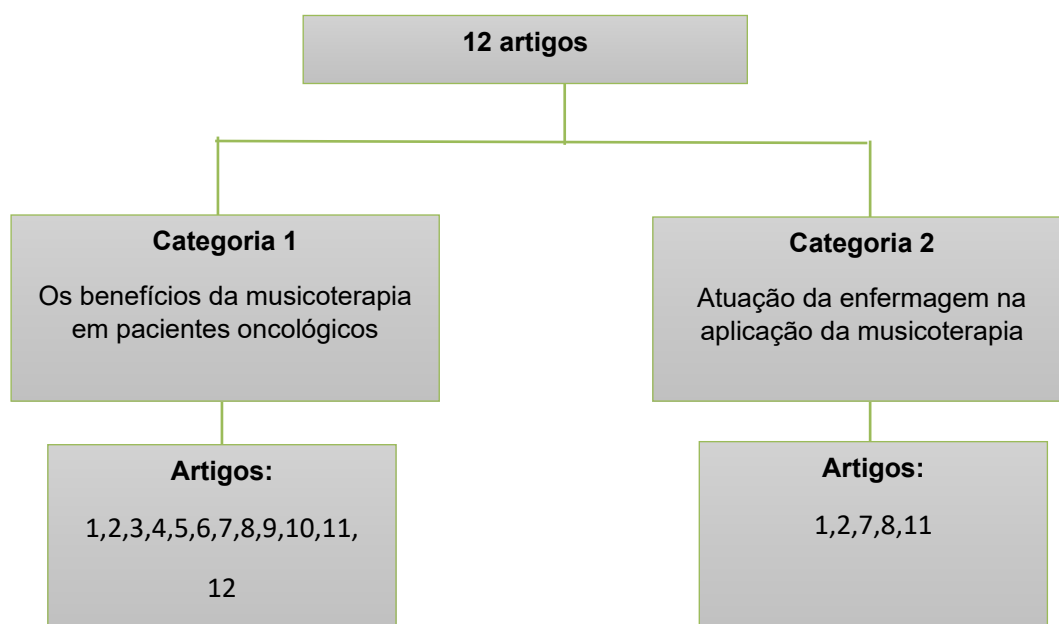 12 artigos
Categoria 1
Os benefícios da musicoterapia
em pacientes oncológicos
Categoria 2
Atuação da enfermagem na
aplicação da musicoterapia
Artigos:
1,2,3,4,5,6,7,8,9,10,11,
12
Artigos:
1,2,7,8,11